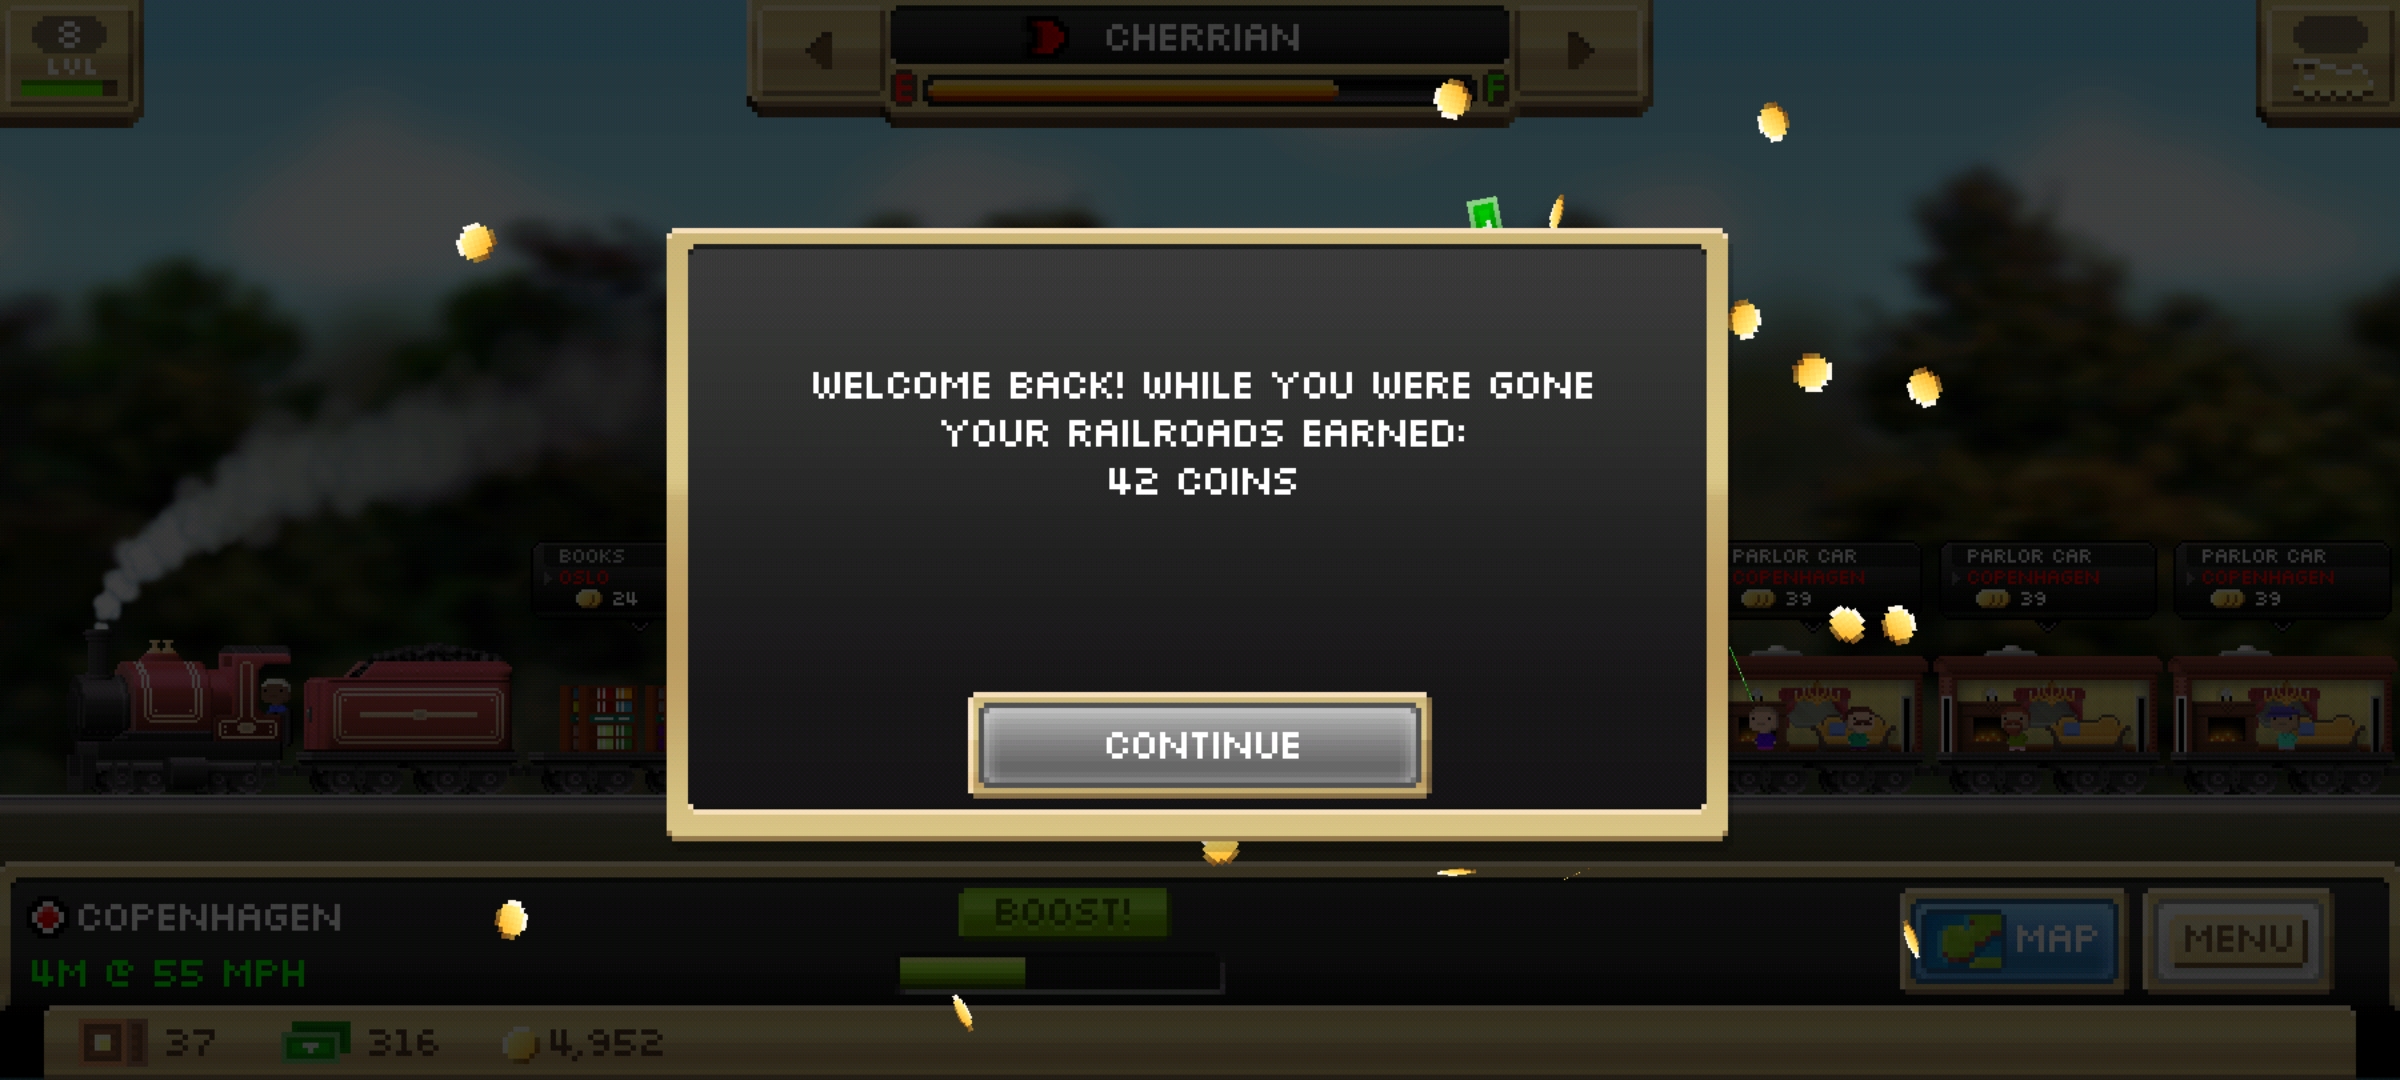 8
LVL
CHERRIAN
E
F
WELCOME BACK! WHILE YOU WERE GONE
YOUR RAILROADS EARNED:
42 COINS
BOOKS
OSLO
24
PARLOR CAR
COPENHAGEN
39
PARLOR CAR
COPENHAGEN
39
PARLOR CAR
COPENHAGEN
39
CONTINUE
COPENHAGEN
4M @ 55 MPH
BOOST!
MAP
MENU
37
316
4,952